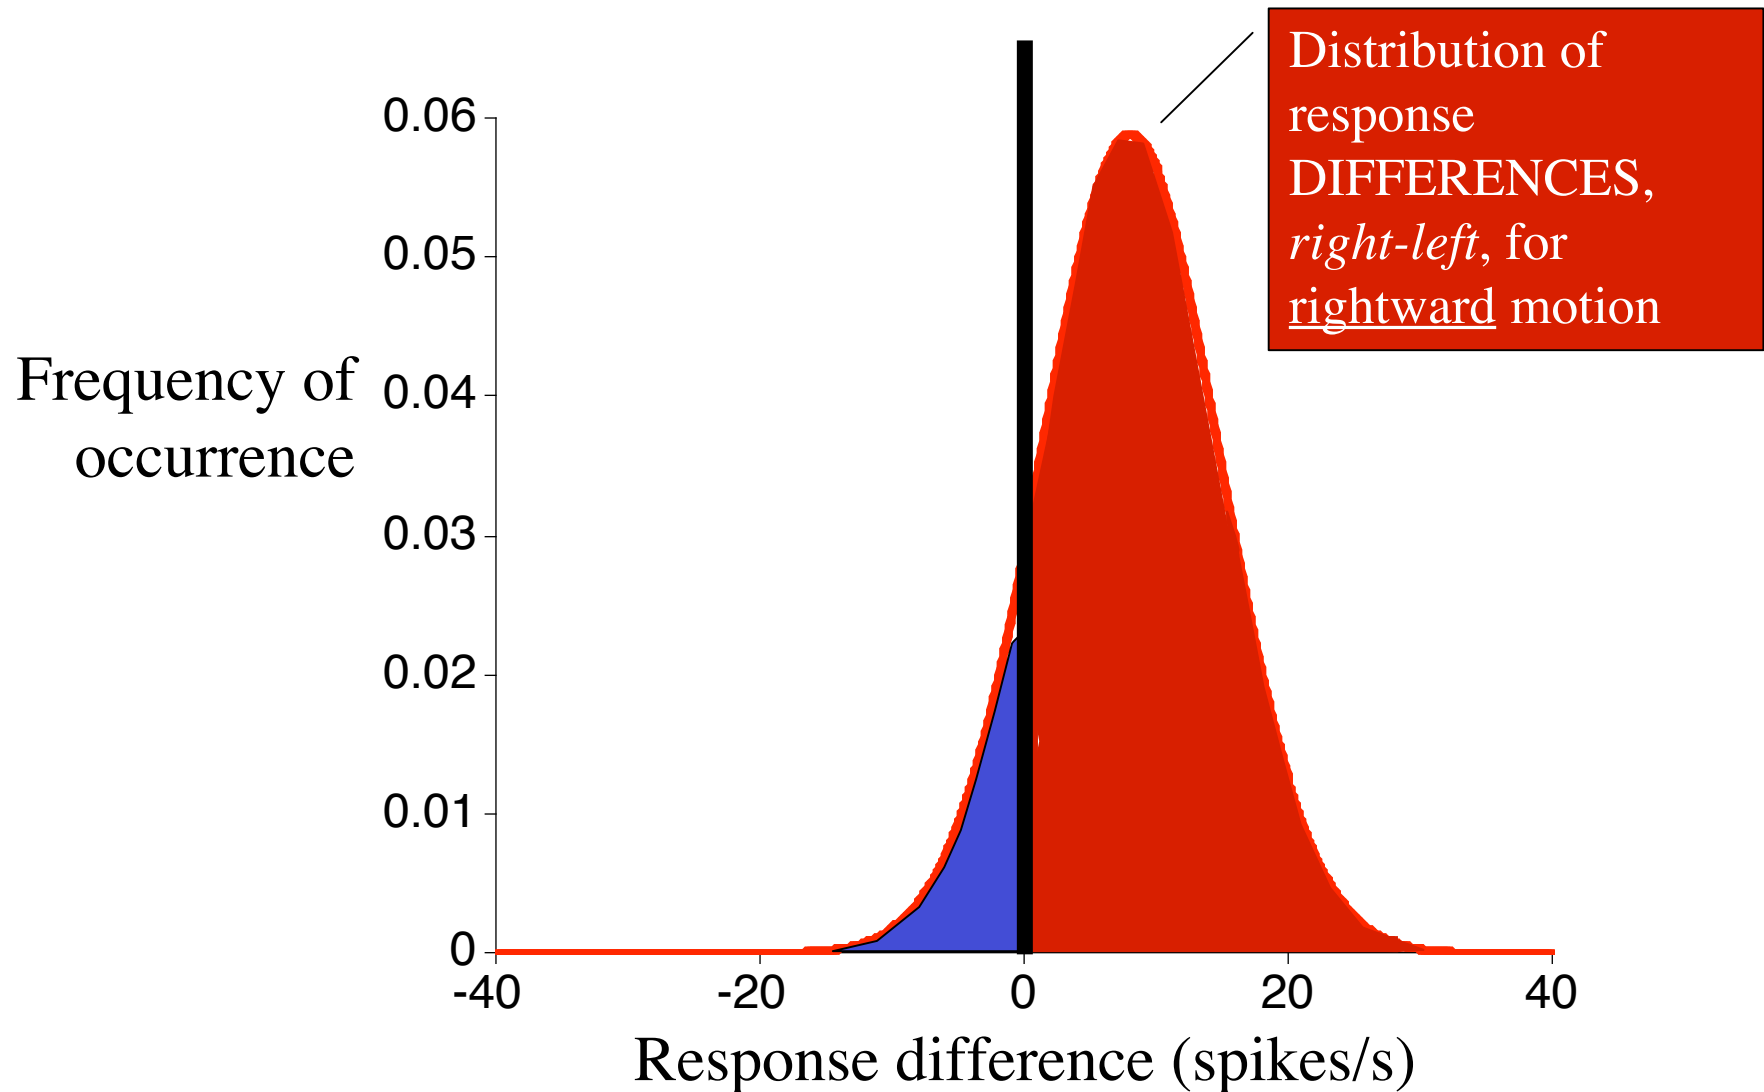 Distribution of
response
DIFFERENCES,
right-left, for
rightward motion
0.06
0.05
0.04
0.03
0.02
0.01
0
Frequency of
occurrence
-40 -20 0 20 40
Response difference (spikes/s)